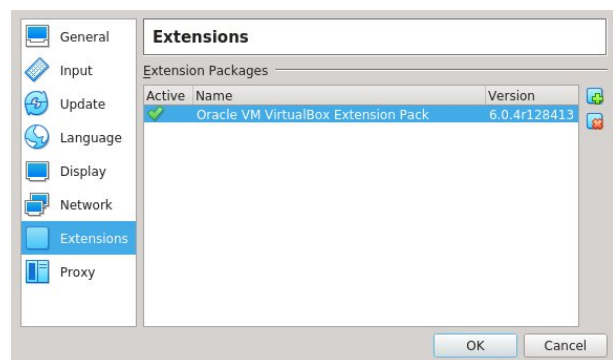 General
Input
Update
Language
Display
Network
Extensions
Proxy
Extensions
Extension Packages
Active Name Version
Oracle VM VirtualBox Extension Pack 6.0.4r128413
OK Cancel